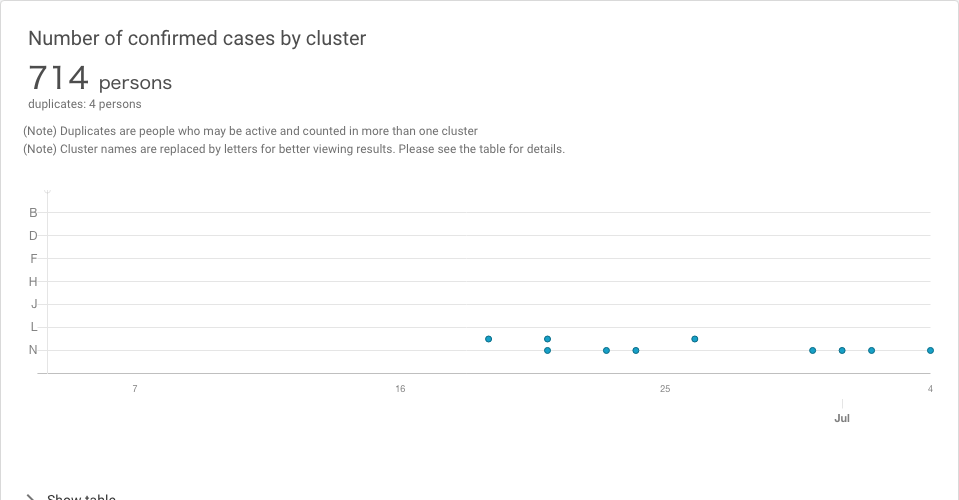 Number of confirmed cases by cluster
714 persons
duplicates: 4 persons
(Note) Duplicates are people who may be active and counted in more than one cluster
(Note) Cluster names are replaced by letters for better viewing results. Please see the table for details.
B
D
F
H
J
L
N
7 16 25 4
Jul
Show table